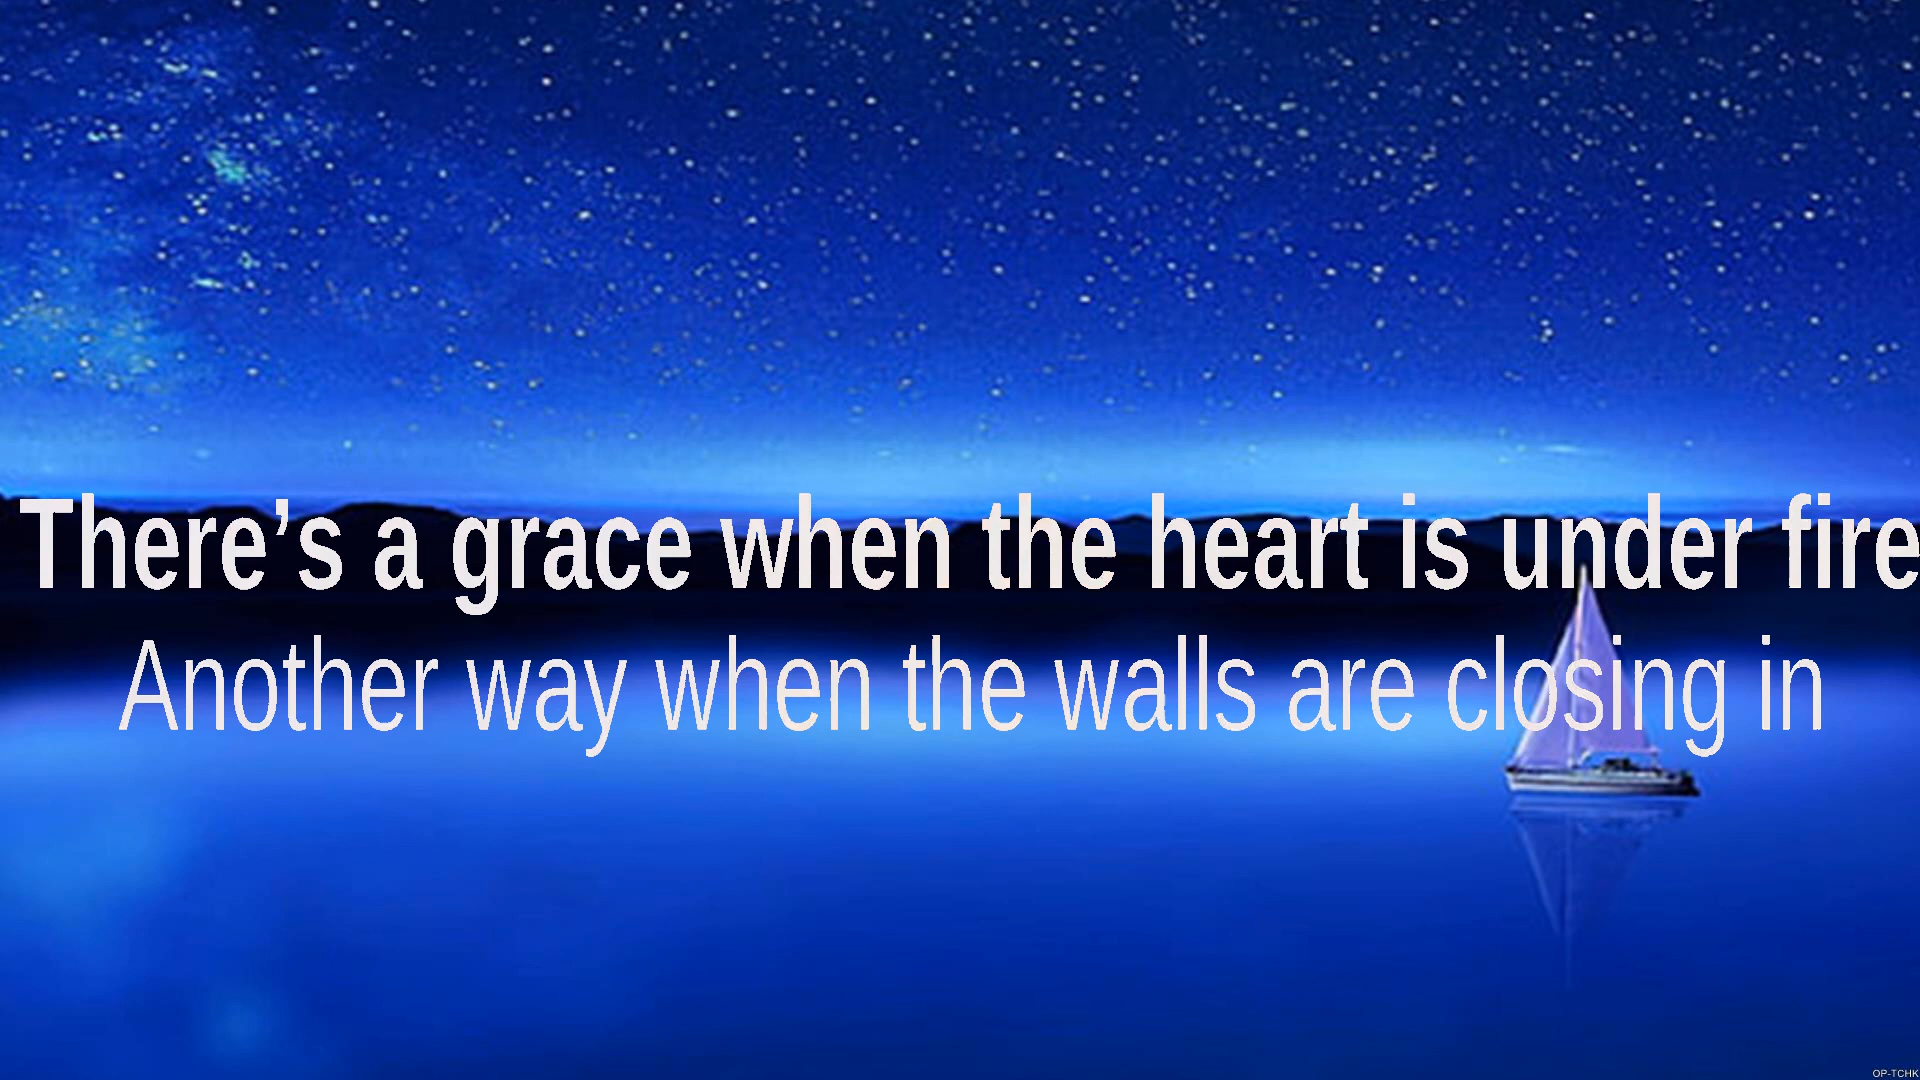 There’s a grace when the heart is under fire
Another way when the walls are closing in
OP-TCHK